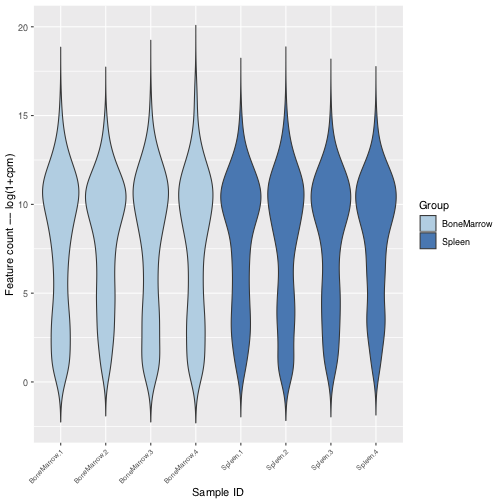 20
15
10
5
0
Feature count — log(1+cpm)
BoneMarrow.1
BoneMarrow.2
BoneMarrow.3
BoneMarrow.4
Spleen.1
Spleen.2
Spleen.3
Spleen.4
Sample ID
Group
BoneMarrow
Spleen